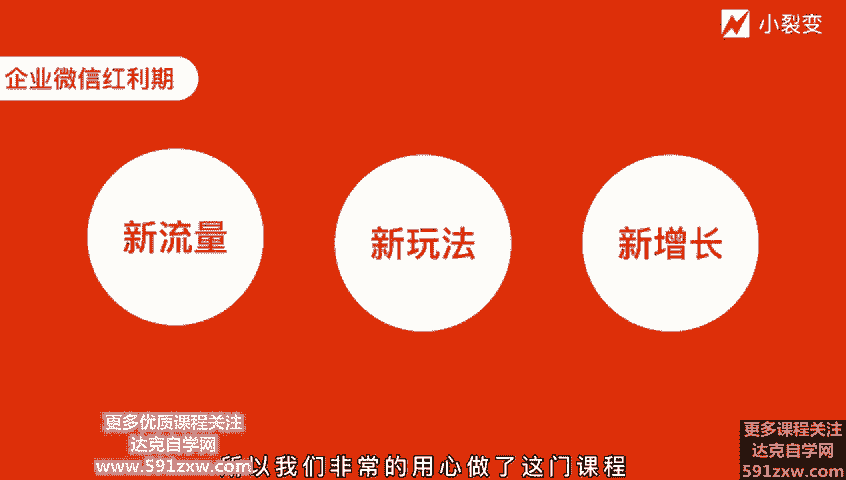 小裂变
企业微信红利期
新流量
新玩法
新增长
更多优质课程关注
达克自学网
www.591zxw.com
所以我们非常的用心做了这门课程
更多课程关注
达克自学网
591zxw.com